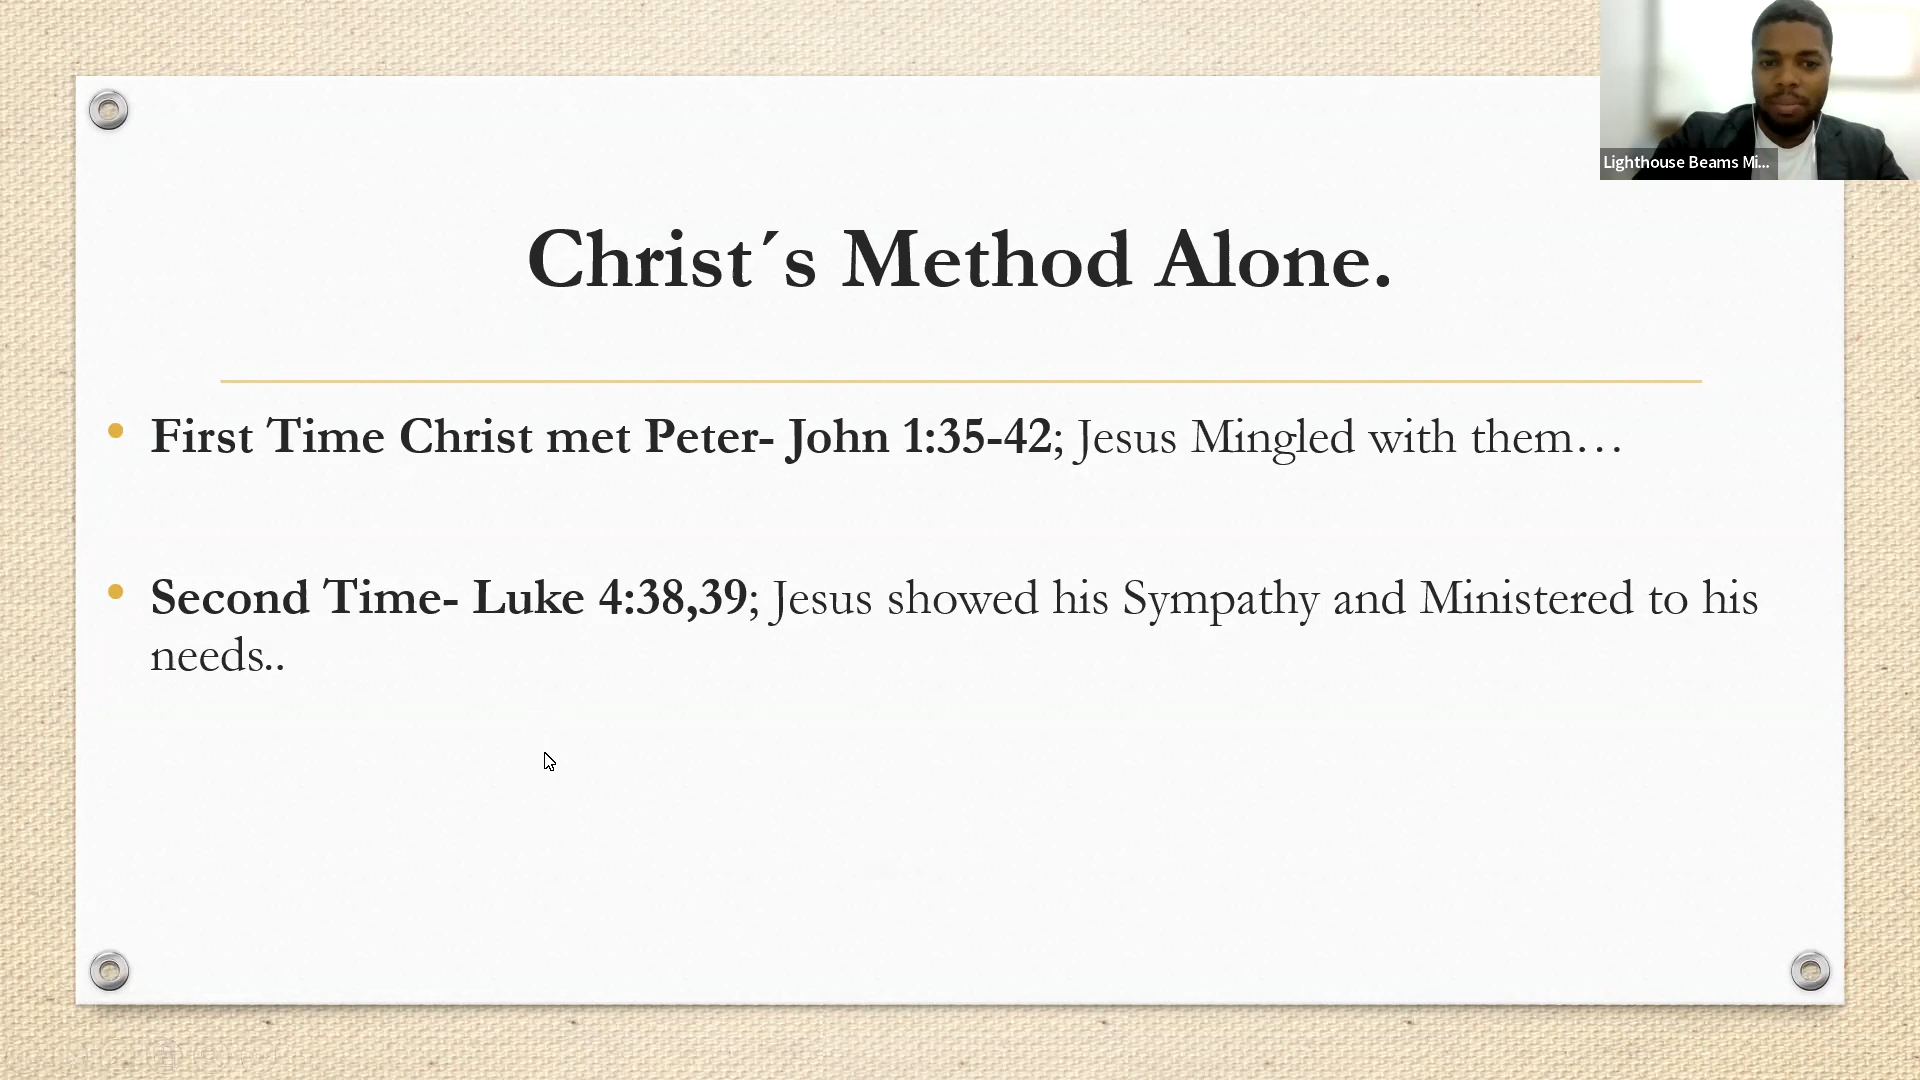 Lighthouse Beams Mi...
Christ´s Method Alone.
• First Time Christ met Peter- John 1:35-42; Jesus Mingled with them…
• Second Time- Luke 4:38,39; Jesus showed his Sympathy and Ministered to his
needs..